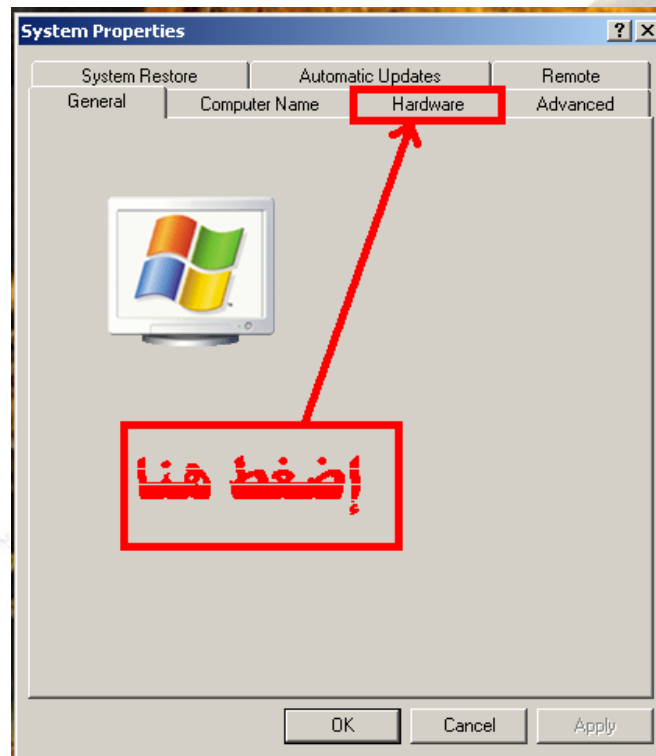 System Properties
System Restore Automatic Updates Remote
General Computer Name Hardware Advanced
إضغط هنا
OK Cancel Apply